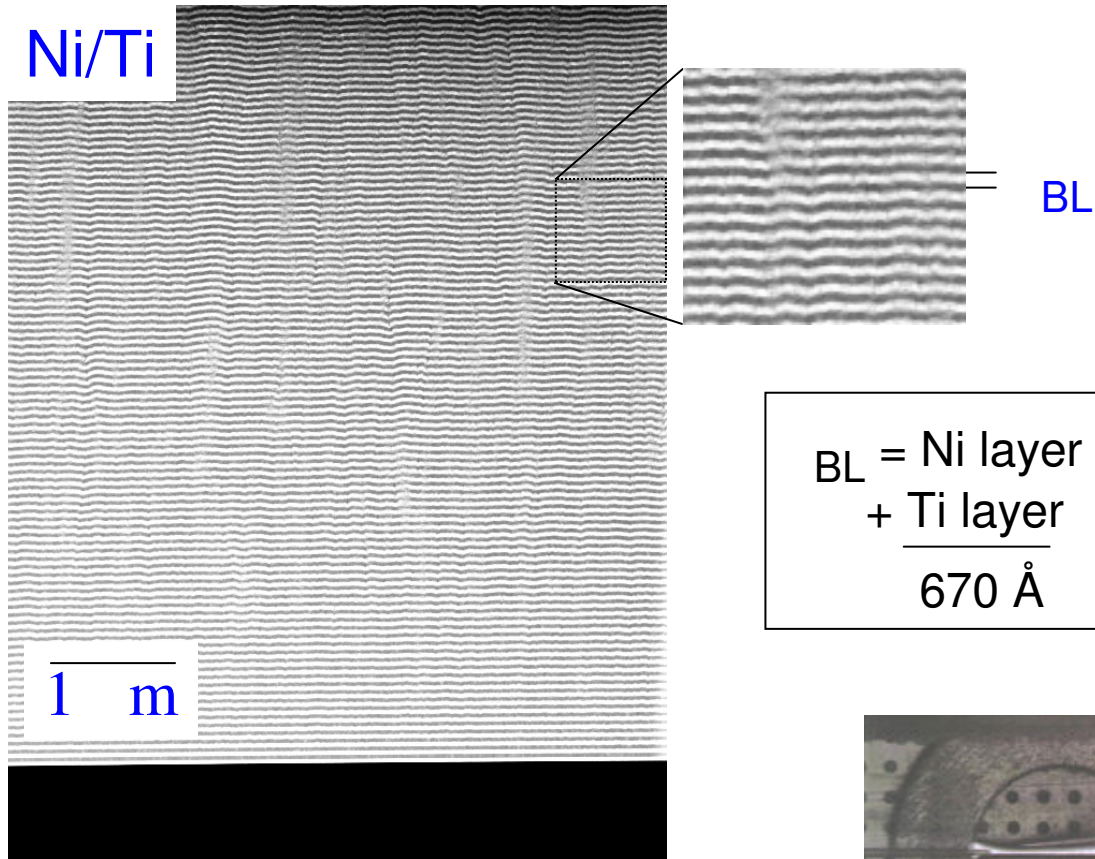 Ni/Ti
BL
BL = Ni layer
+ Ti layer
670 Å
1 m